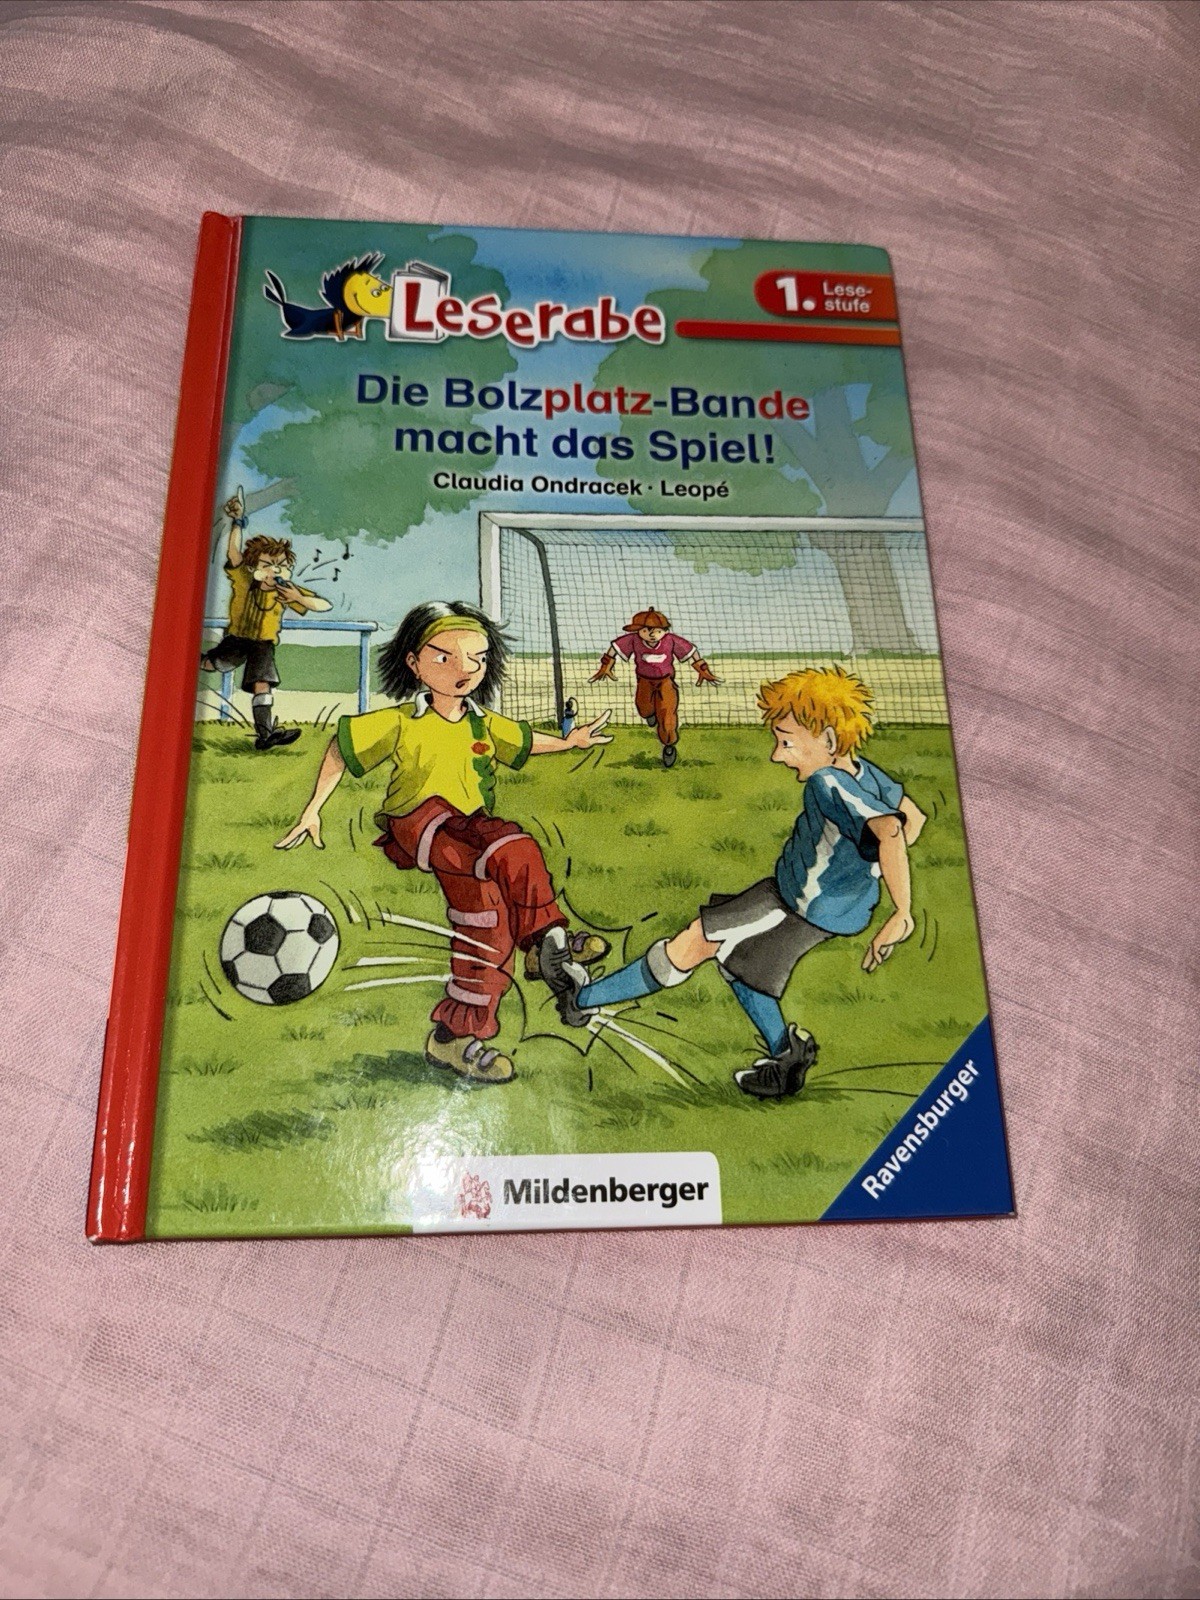 Leserabe
1. Lese-
stufe
Die Bolzplatz-Bande
macht das Spiel!
Claudia Ondracek · Leopé
Mildenberger
Ravensburger